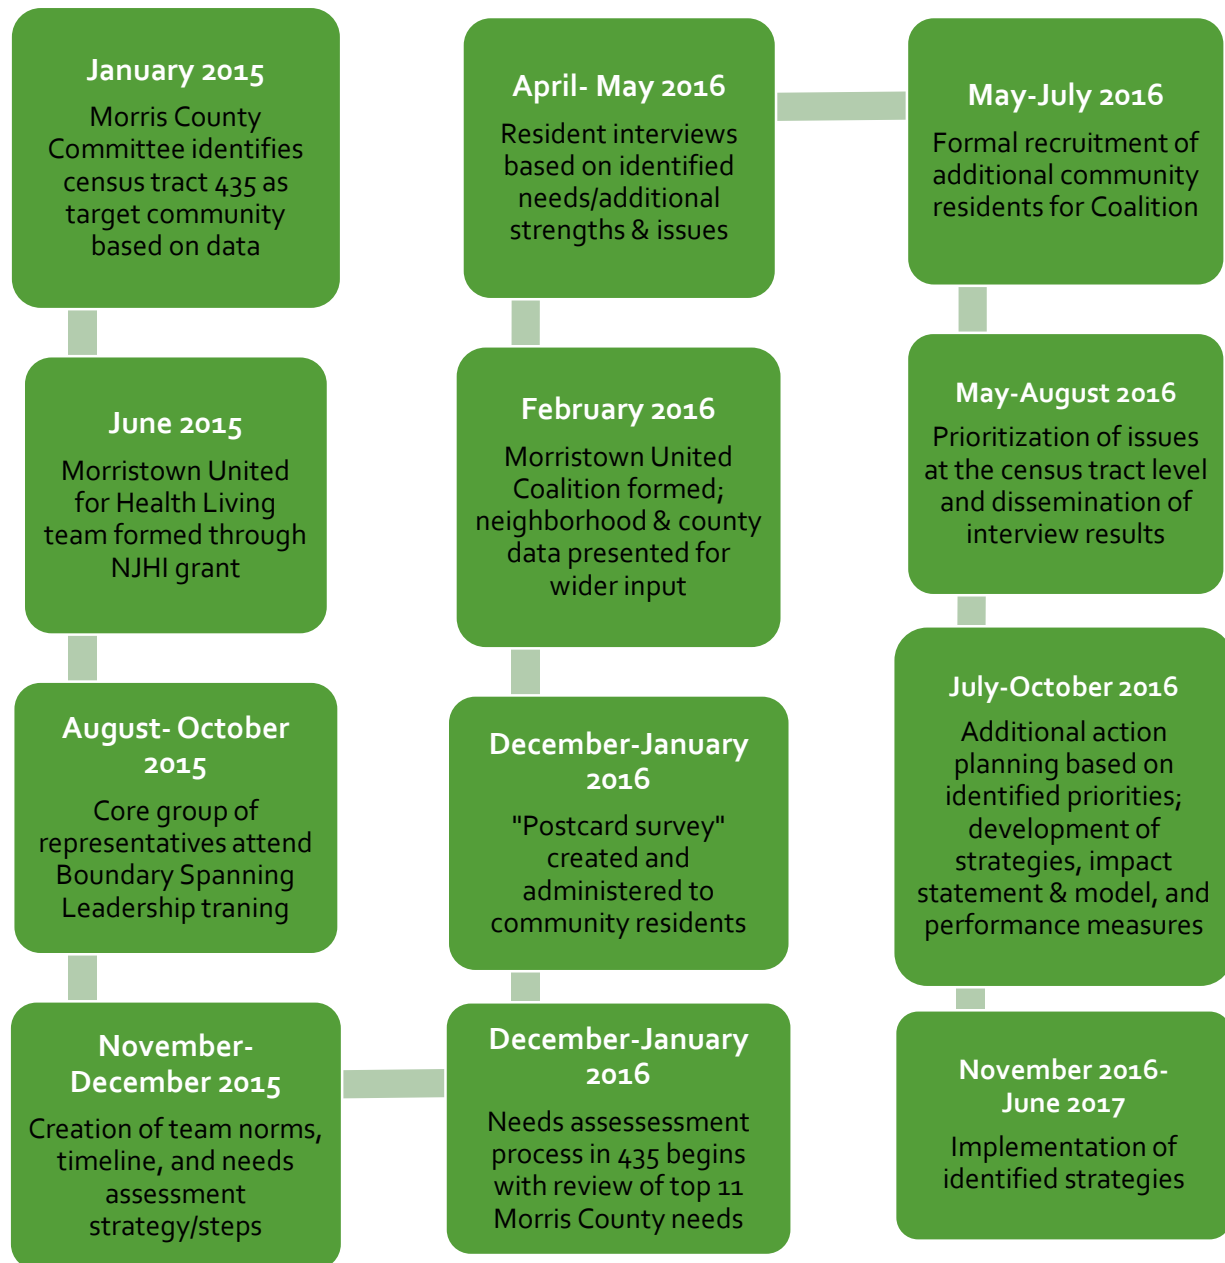 January 2015
Morris County
Committee identifies
census tract 435 as
target community
based on data
June 2015
Morristown United
for Health Living
team formed through
NJHI grant
August- October
2015
Core group of
representatives attend
Boundary Spanning
Leadership traning
November-
December 2015
Creation of team norms,
timeline, and needs
assessment
strategy/steps
December-January
2016
Needs assessessment
process in 435 begins
with review of top 11
Morris County needs
December-January
2016
"Postcard survey"
created and
administered to
community residents
February 2016
Morristown United
Coalition formed;
neighborhood & county
data presented for
wider input
April- May 2016
Resident interviews
based on identified
needs/additional
strengths & issues
May-July 2016
Formal recruitment of
additional community
residents for Coalition
May-August 2016
Prioritization of issues
at the census tract level
and dissemination of
interview results
July-October 2016
Additional action
planning based on
identified priorities;
development of
strategies, impact
statement & model, and
performance measures
November 2016-
June 2017
Implementation of
identified strategies